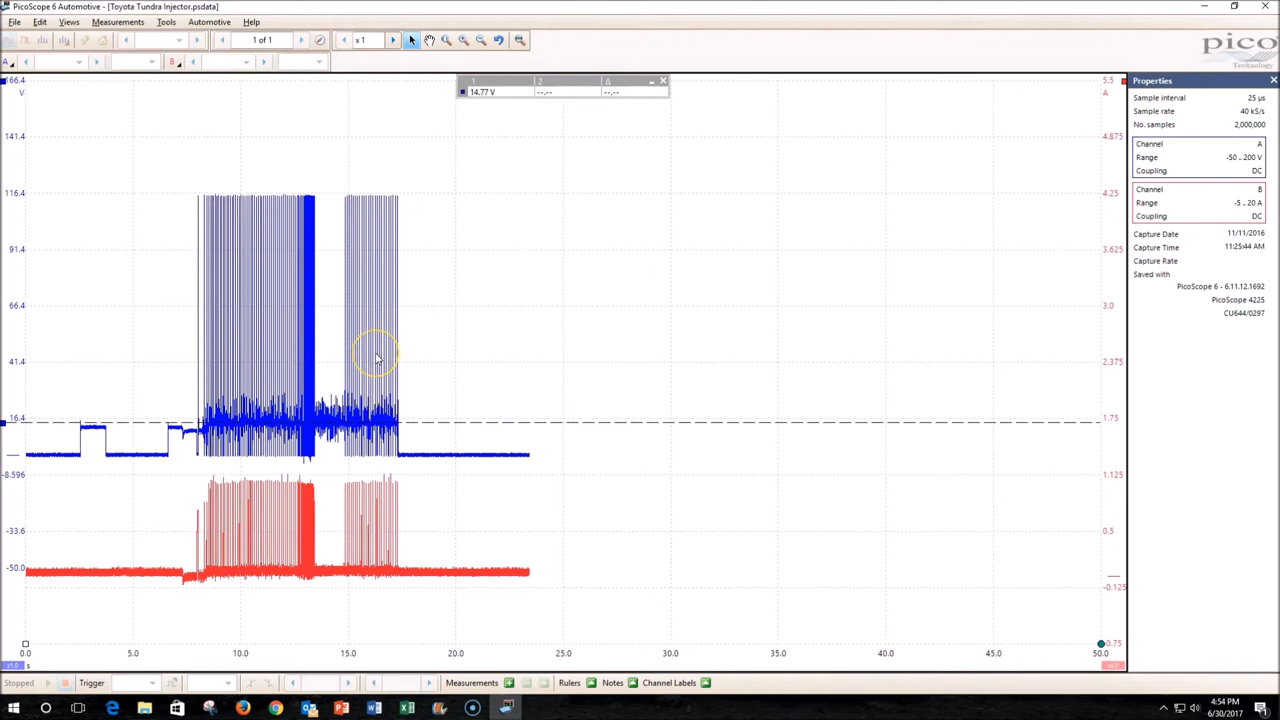 PicoScope 6 Automotive - [Toyota Tundra Injector.psdata]
File Edit Views Measurements Tools Automotive Help
1 of 1 x 1
pico
Technology
A B
1 2 Δ
14.77 V --.-- --.--
166.4
V
141.4
116.4
91.4
66.4
41.4
16.4
-8.596
-33.6
-50.0
5.5
A
4.875
4.25
3.625
3.0
2.375
1.75
1.125
0.5
-0.125
0.75
0.0 5.0 10.0 15.0 20.0 25.0 30.0 35.0 40.0 45.0 50.0
x1.0 s
Properties
Sample interval 25 µs
Sample rate 40 kS/s
No. samples 2,000,000
Channel A
Range -50 .. 200 V
Coupling DC
Channel B
Range -5 .. 20 A
Coupling DC
Capture Date 11/11/2016
Capture Time 11:25:44 AM
Capture Rate
Saved with
PicoScope 6 - 6.11.12.1692
PicoScope 4225
CU644/0297
Stopped Trigger Measurements Rulers Notes Channel Labels
4:54 PM
6/30/2017